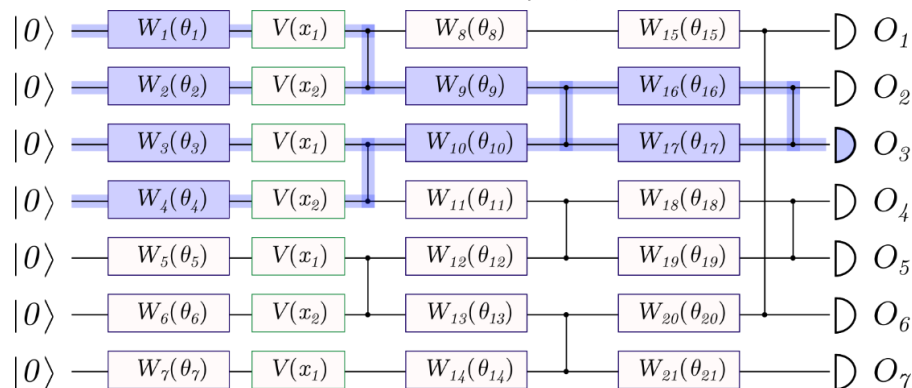 |0⟩ W₁(θ₁) V(x₁) W₈(θ₈) W₁₅(θ₁₅) O₁
|0⟩ W₂(θ₂) V(x₂) W₉(θ₉) W₁₆(θ₁₆) O₂
|0⟩ W₃(θ₃) V(x₁) W₁₀(θ₁₀) W₁₇(θ₁₇) O₃
|0⟩ W₄(θ₄) V(x₂) W₁₁(θ₁₁) W₁₈(θ₁₈) O₄
|0⟩ W₅(θ₅) V(x₁) W₁₂(θ₁₂) W₁₉(θ₁₉) O₅
|0⟩ W₆(θ₆) V(x₂) W₁₃(θ₁₃) W₂₀(θ₂₀) O₆
|0⟩ W₇(θ₇) V(x₁) W₁₄(θ₁₄) W₂₁(θ₂₁) O₇